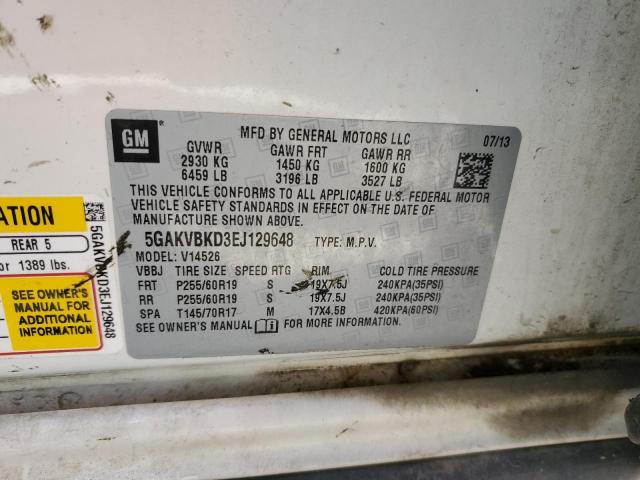 GM
MFD BY GENERAL MOTORS LLC 07/13
GVWR GAWR FRT GAWR RR
2930 KG 1450 KG 1600 KG
6459 LB 3196 LB 3527 LB
THIS VEHICLE CONFORMS TO ALL APPLICABLE U.S. FEDERAL MOTOR
VEHICLE SAFETY STANDARDS IN EFFECT ON THE DATE OF
MANUFACTURE SHOWN ABOVE.
5GAKVBKD3EJ129648 TYPE: M.P.V.
MODEL: V14526
VBBJ TIRE SIZE SPEED RTG RIM COLD TIRE PRESSURE
FRT P255/60R19 S 19X7.5J 240KPA(35PSI)
RR P255/60R19 S 19X7.5J 240KPA(35PSI)
SPA T145/70R17 M 17X4.5B 420KPA(60PSI)
SEE OWNER'S MANUAL FOR MORE INFORMATION.
ATION
REAR 5
or 1389 lbs.
SEE OWNER'S
MANUAL FOR
ADDITIONAL
INFORMATION
5GAKVBKD3EJ129648